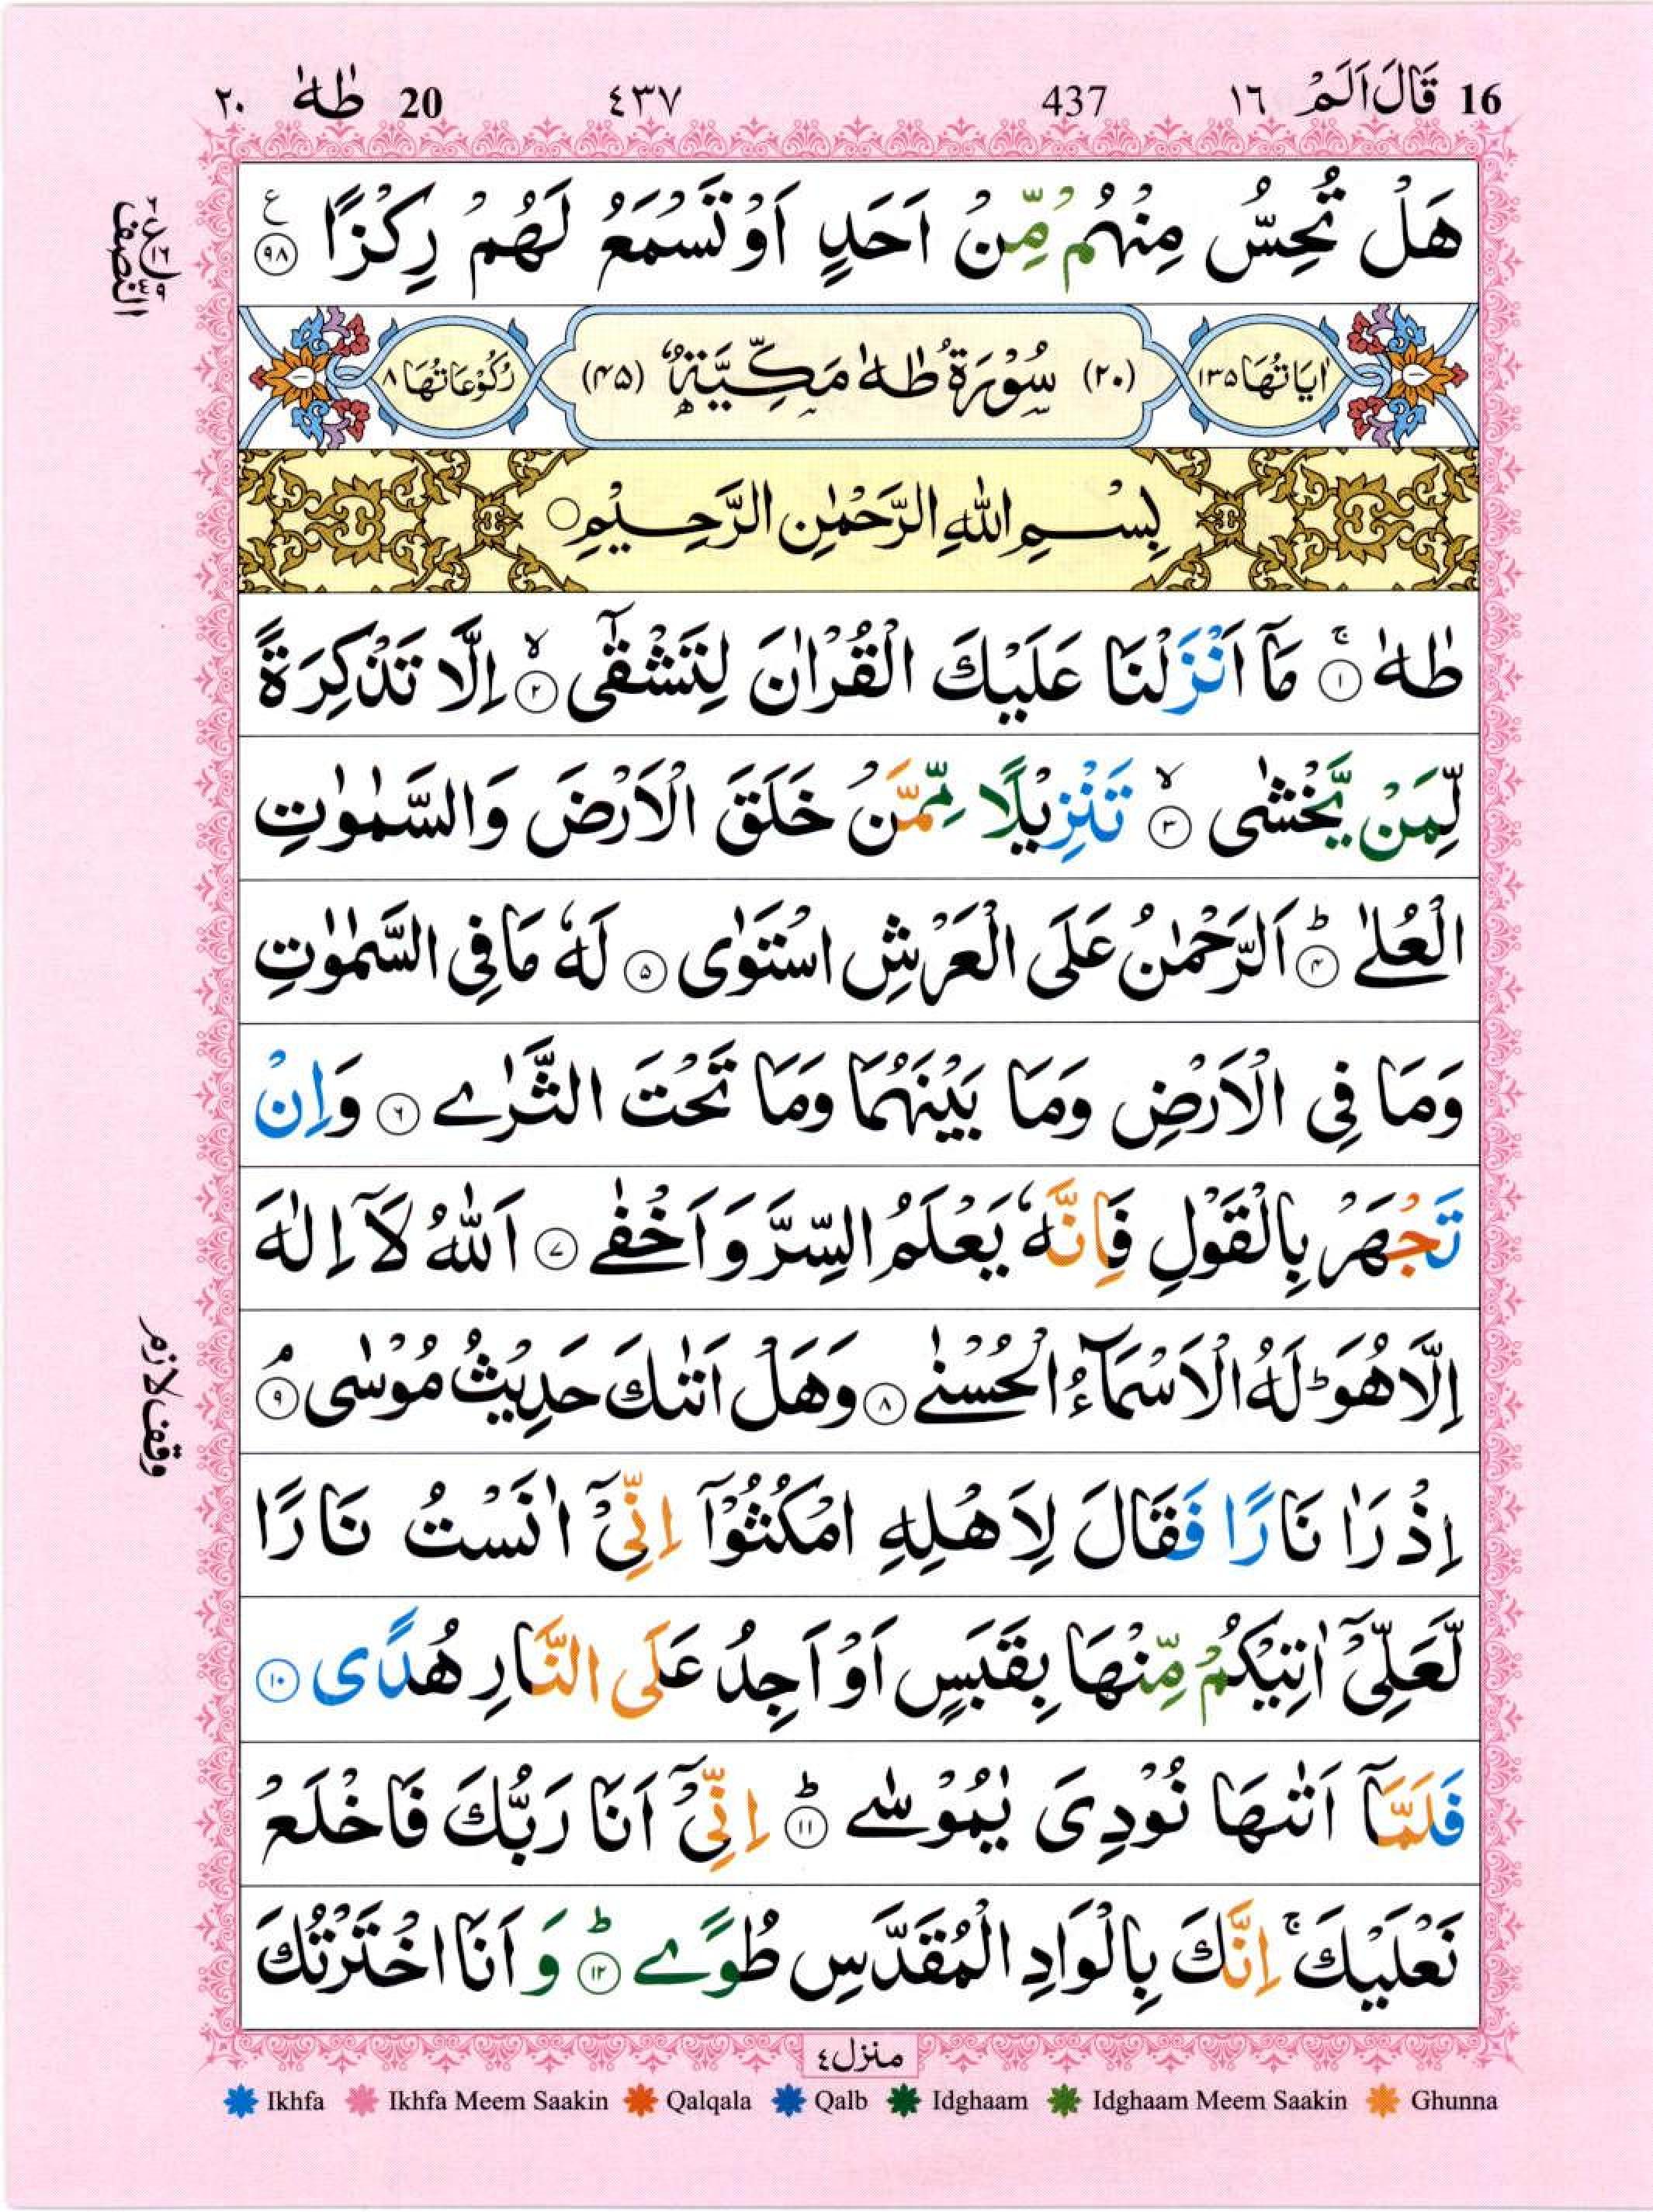 16 قَالَ اَلَمْ ١٦ 437 ٤٣٧ 20 طٰهٰ ٢٠
هَلْ تُحِسُّ مِنْهُمْ مِّنْ اَحَدٍ اَوْ تَسْمَعُ لَهُمْ رِكْزًا ۝٩٨ ع
النصف
اٰيَاتُهَا ١٣٥ (٢٠) سُوْرَةُ طٰهٰ مَكِّيَّةٌ (٤٥) رُكُوْعَاتُهَا ٨
بِسْمِ اللّٰهِ الرَّحْمٰنِ الرَّحِيْمِ ○
طٰهٰ ۚ۝١ مَاۤ اَنْزَلْنَا عَلَيْكَ الْقُرْاٰنَ لِتَشْقٰۤى ۙ۝٢ اِلَّا تَذْكِرَةً
لِّمَنْ يَّخْشٰى ۙ۝٣ تَنْزِيْلًا مِّمَّنْ خَلَقَ الْاَرْضَ وَالسَّمٰوٰتِ
الْعُلٰى ؕ۝٤ اَلرَّحْمٰنُ عَلَى الْعَرْشِ اسْتَوٰى ۝٥ لَهٗ مَا فِى السَّمٰوٰتِ
وَمَا فِى الْاَرْضِ وَمَا بَيْنَهُمَا وَمَا تَحْتَ الثَّرٰى ۝٦ وَاِنْ
تَجْهَرْ بِالْقَوْلِ فَاِنَّهٗ يَعْلَمُ السِّرَّ وَاَخْفٰى ۝٧ اَللّٰهُ لَاۤ اِلٰهَ
اِلَّا هُوَ ؕ لَهُ الْاَسْمَآءُ الْحُسْنٰى ۝٨ وَهَلْ اَتٰىكَ حَدِيْثُ مُوْسٰى ۘ۝٩
وقف لازم
اِذْ رَاٰ نَارًا فَقَالَ لِاَهْلِهِ امْكُثُوْۤا اِنِّىْۤ اٰنَسْتُ نَارًا
لَّعَلِّىْۤ اٰتِيْكُمْ مِّنْهَا بِقَبَسٍ اَوْ اَجِدُ عَلَى النَّارِ هُدًى ۝١٠
فَلَمَّاۤ اَتٰىهَا نُوْدِىَ يٰمُوْسٰى ؕ۝١١ اِنِّىْۤ اَنَا رَبُّكَ فَاخْلَعْ
نَعْلَيْكَ ۚ اِنَّكَ بِالْوَادِ الْمُقَدَّسِ طُوًى ؕ۝١٢ وَاَنَا اخْتَرْتُكَ
منزل ٤
Ikhfa Ikhfa Meem Saakin Qalqala Qalb Idghaam Idghaam Meem Saakin Ghunna